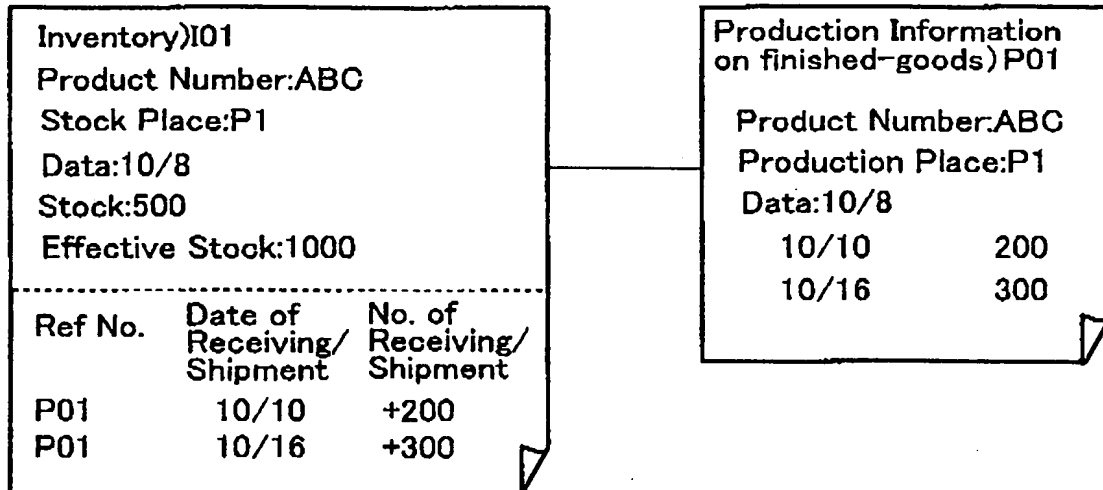 Inventory)I01
Product Number:ABC
Stock Place:P1
Data:10/8
Stock:500
Effective Stock:1000
Ref No. Date of Receiving/ Shipment No. of Receiving/ Shipment
P01 10/10 +200
P01 10/16 +300
Production Information
on finished-goods)P01
Product Number:ABC
Production Place:P1
Data:10/8
10/10 200
10/16 300